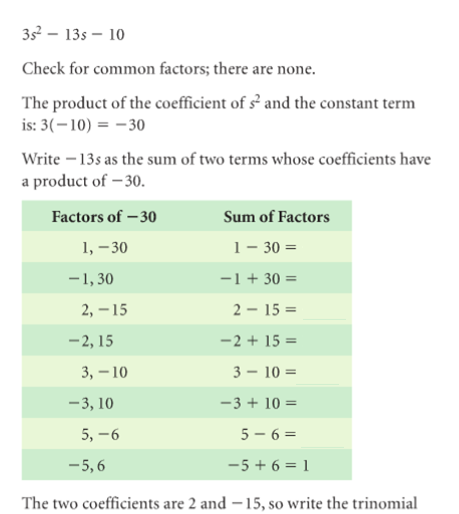 3s² – 13s – 10
Check for common factors; there are none.
The product of the coefficient of s² and the constant term
is: 3(–10) = –30
Write –13s as the sum of two terms whose coefficients have
a product of –30.
Factors of –30 Sum of Factors
1, –30 1 – 30 =
–1, 30 –1 + 30 =
2, –15 2 – 15 =
–2, 15 –2 + 15 =
3, –10 3 – 10 =
–3, 10 –3 + 10 =
5, –6 5 – 6 =
–5, 6 –5 + 6 = 1
The two coefficients are 2 and –15, so write the trinomial